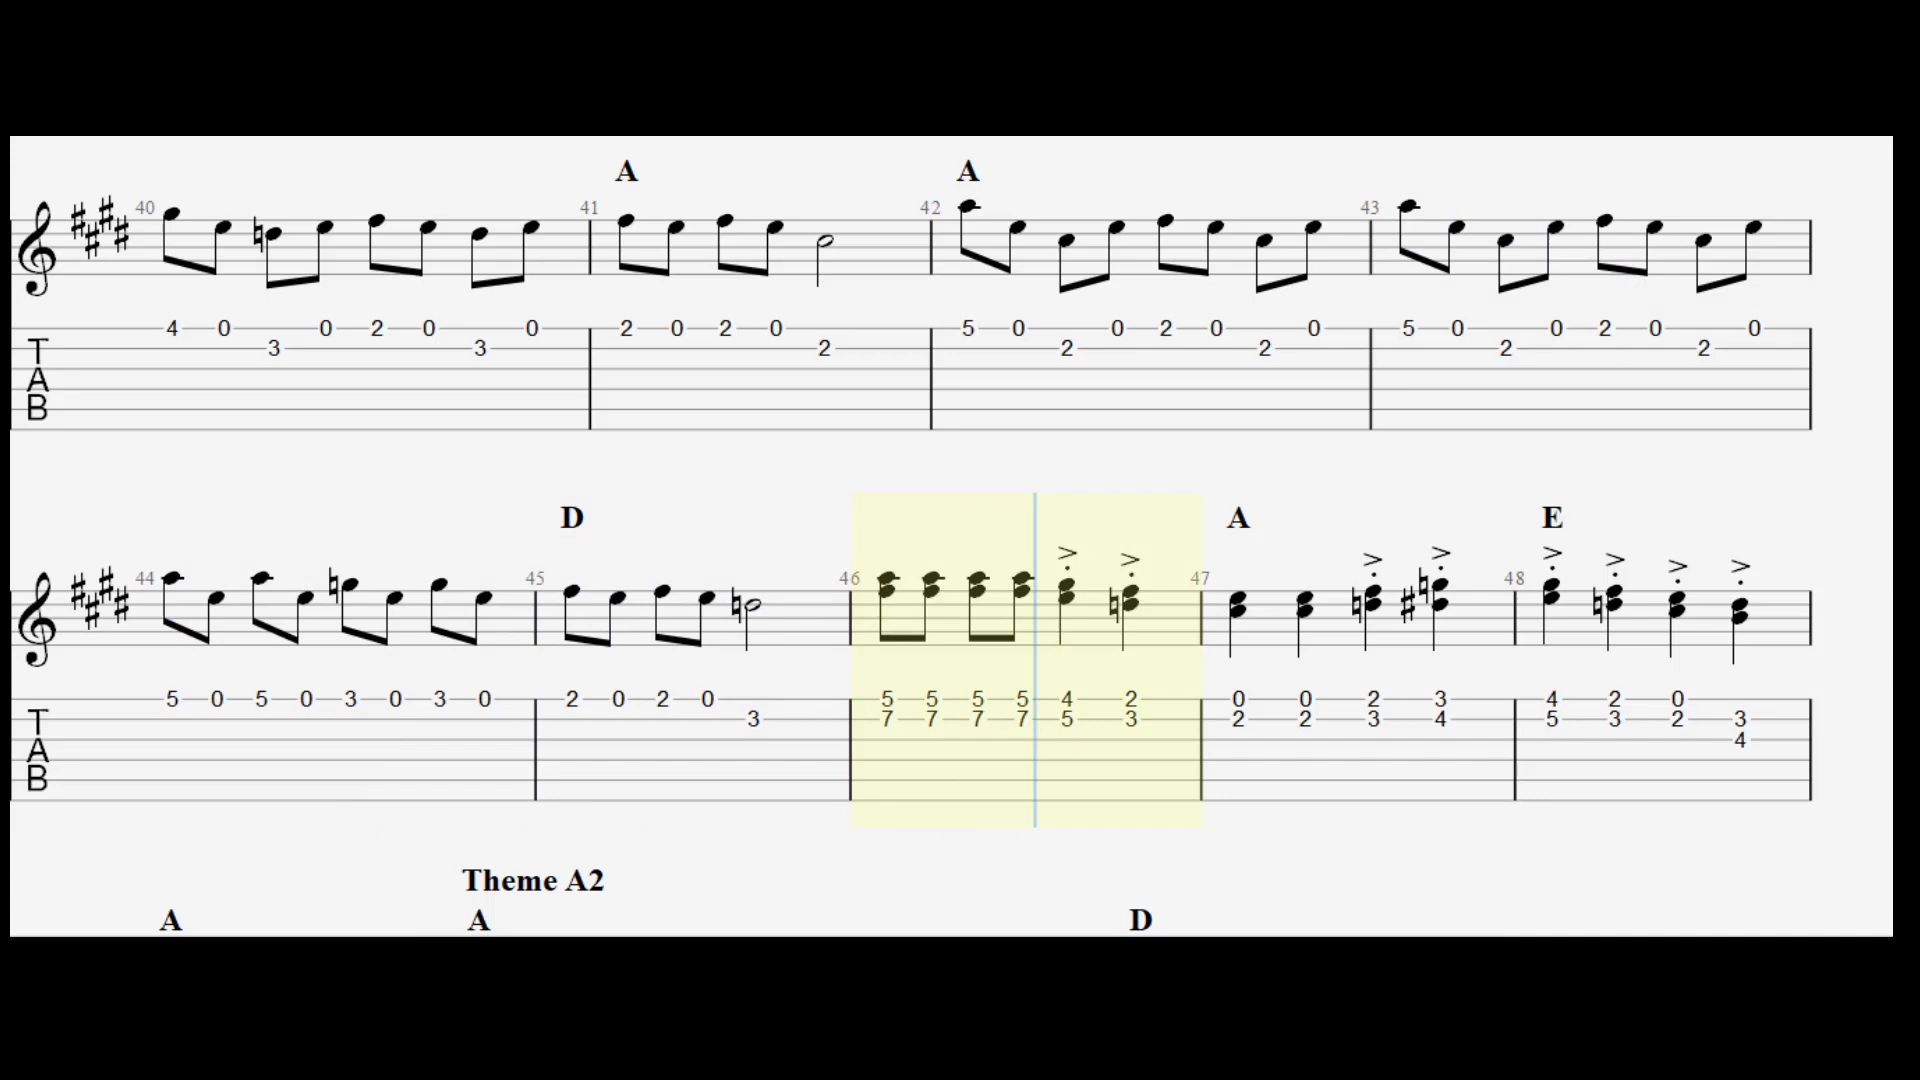 A A
40 41 42 43
4 0 0 2 0 0 2 0 2 0 5 0 0 2 0 0 5 0 0 2 0 0
3 3 2 2 2 2 2
T
A
B
D A E
44 45 46 47 48
5 0 5 0 3 0 3 0 2 0 2 0 5 5 5 5 4 2 0 0 2 3 4 2 0
3 7 7 7 7 5 3 2 2 3 4 5 3 2 3
4
T
A
B
Theme A2
A A D